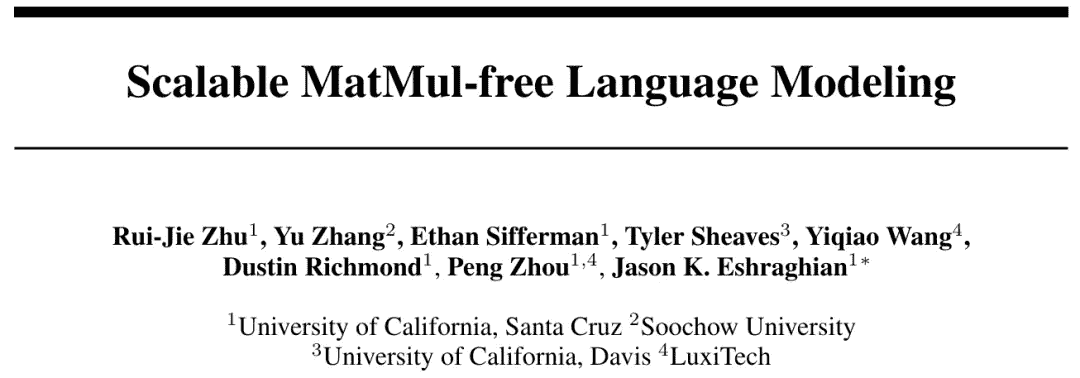 Scalable MatMul-free Language Modeling
Rui-Jie Zhu¹, Yu Zhang², Ethan Sifferman¹, Tyler Sheaves³, Yiqiao Wang⁴,
Dustin Richmond¹, Peng Zhou¹,⁴, Jason K. Eshraghian¹*
¹University of California, Santa Cruz ²Soochow University
³University of California, Davis ⁴LuxiTech